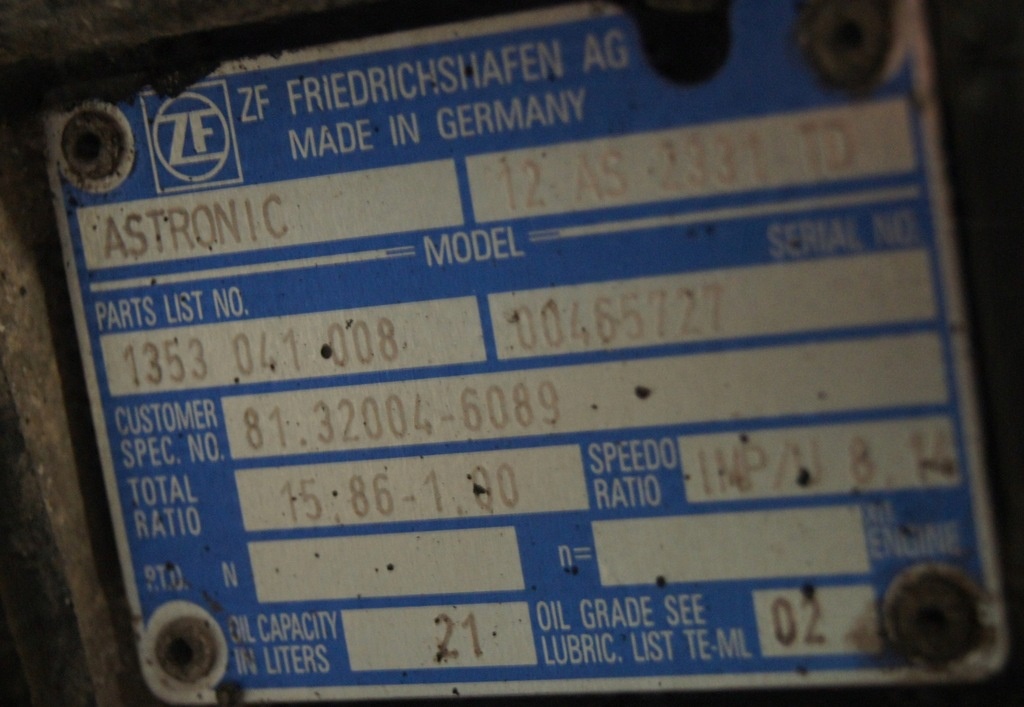 ZF FRIEDRICHSHAFEN AG
MADE IN GERMANY
ASTRONIC 12 AS 2331 TD
MODEL SERIAL NO.
PARTS LIST NO.
1353 041 008 00465727
CUSTOMER SPEC. NO. 81.32004-6089
TOTAL RATIO 15.86-1.00 SPEEDO RATIO IMP/U 8.
P.T.O. N n= ENGINE
OIL CAPACITY IN LITERS 21 OIL GRADE SEE LUBRIC. LIST TE-ML 02